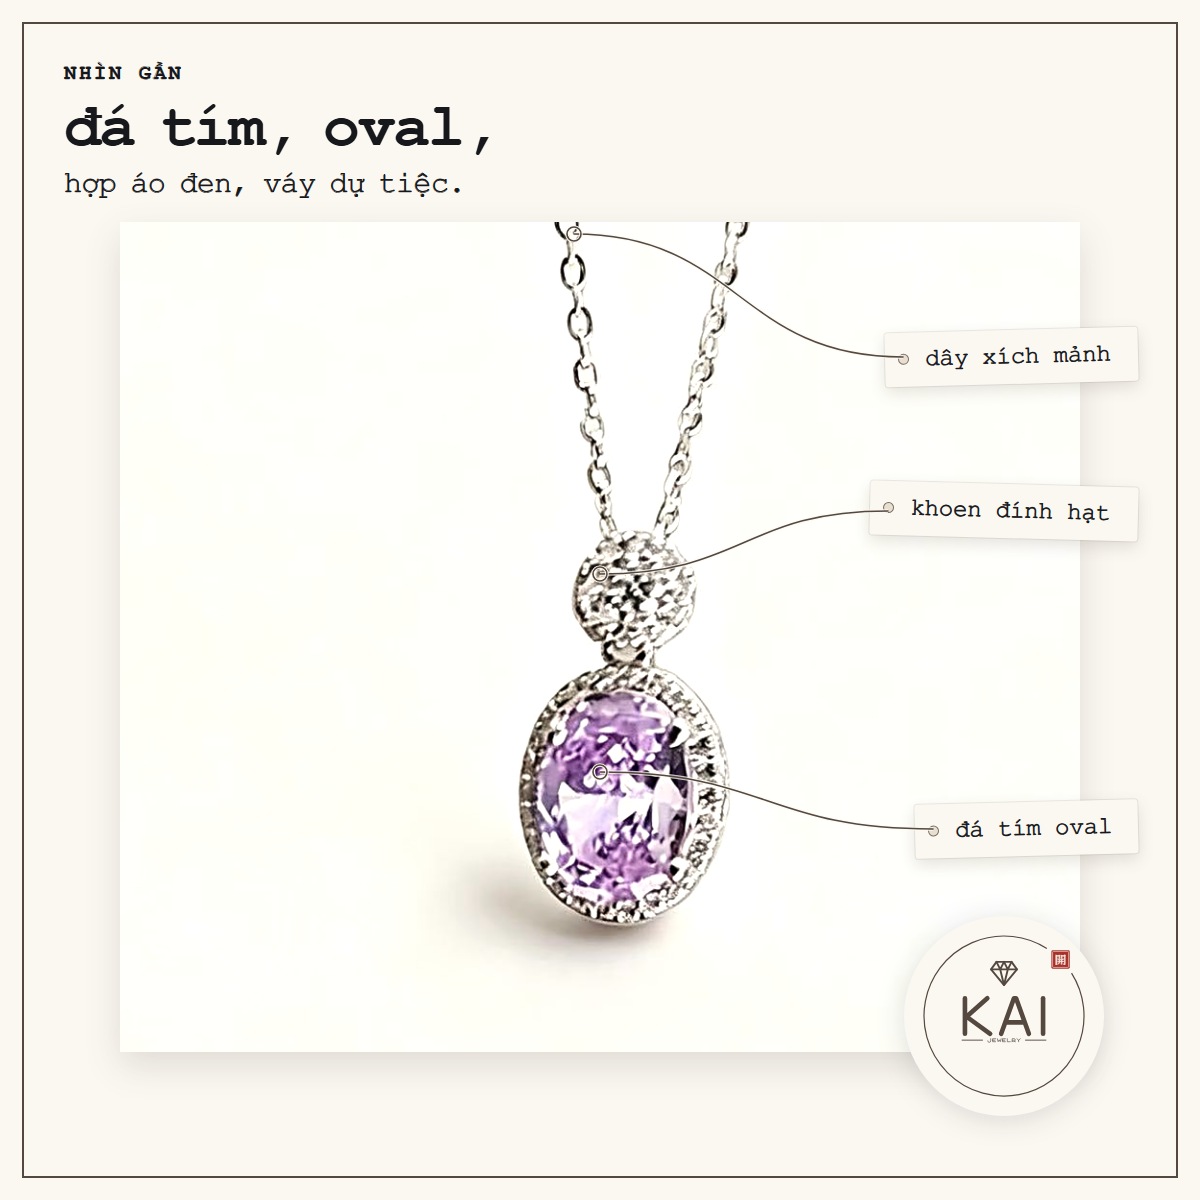 NHÌN GẦN
đá tím, oval,
hợp áo đen, váy dự tiệc.
dây xích mảnh
khoen đính hạt
đá tím oval
開
KAI
JEWELRY